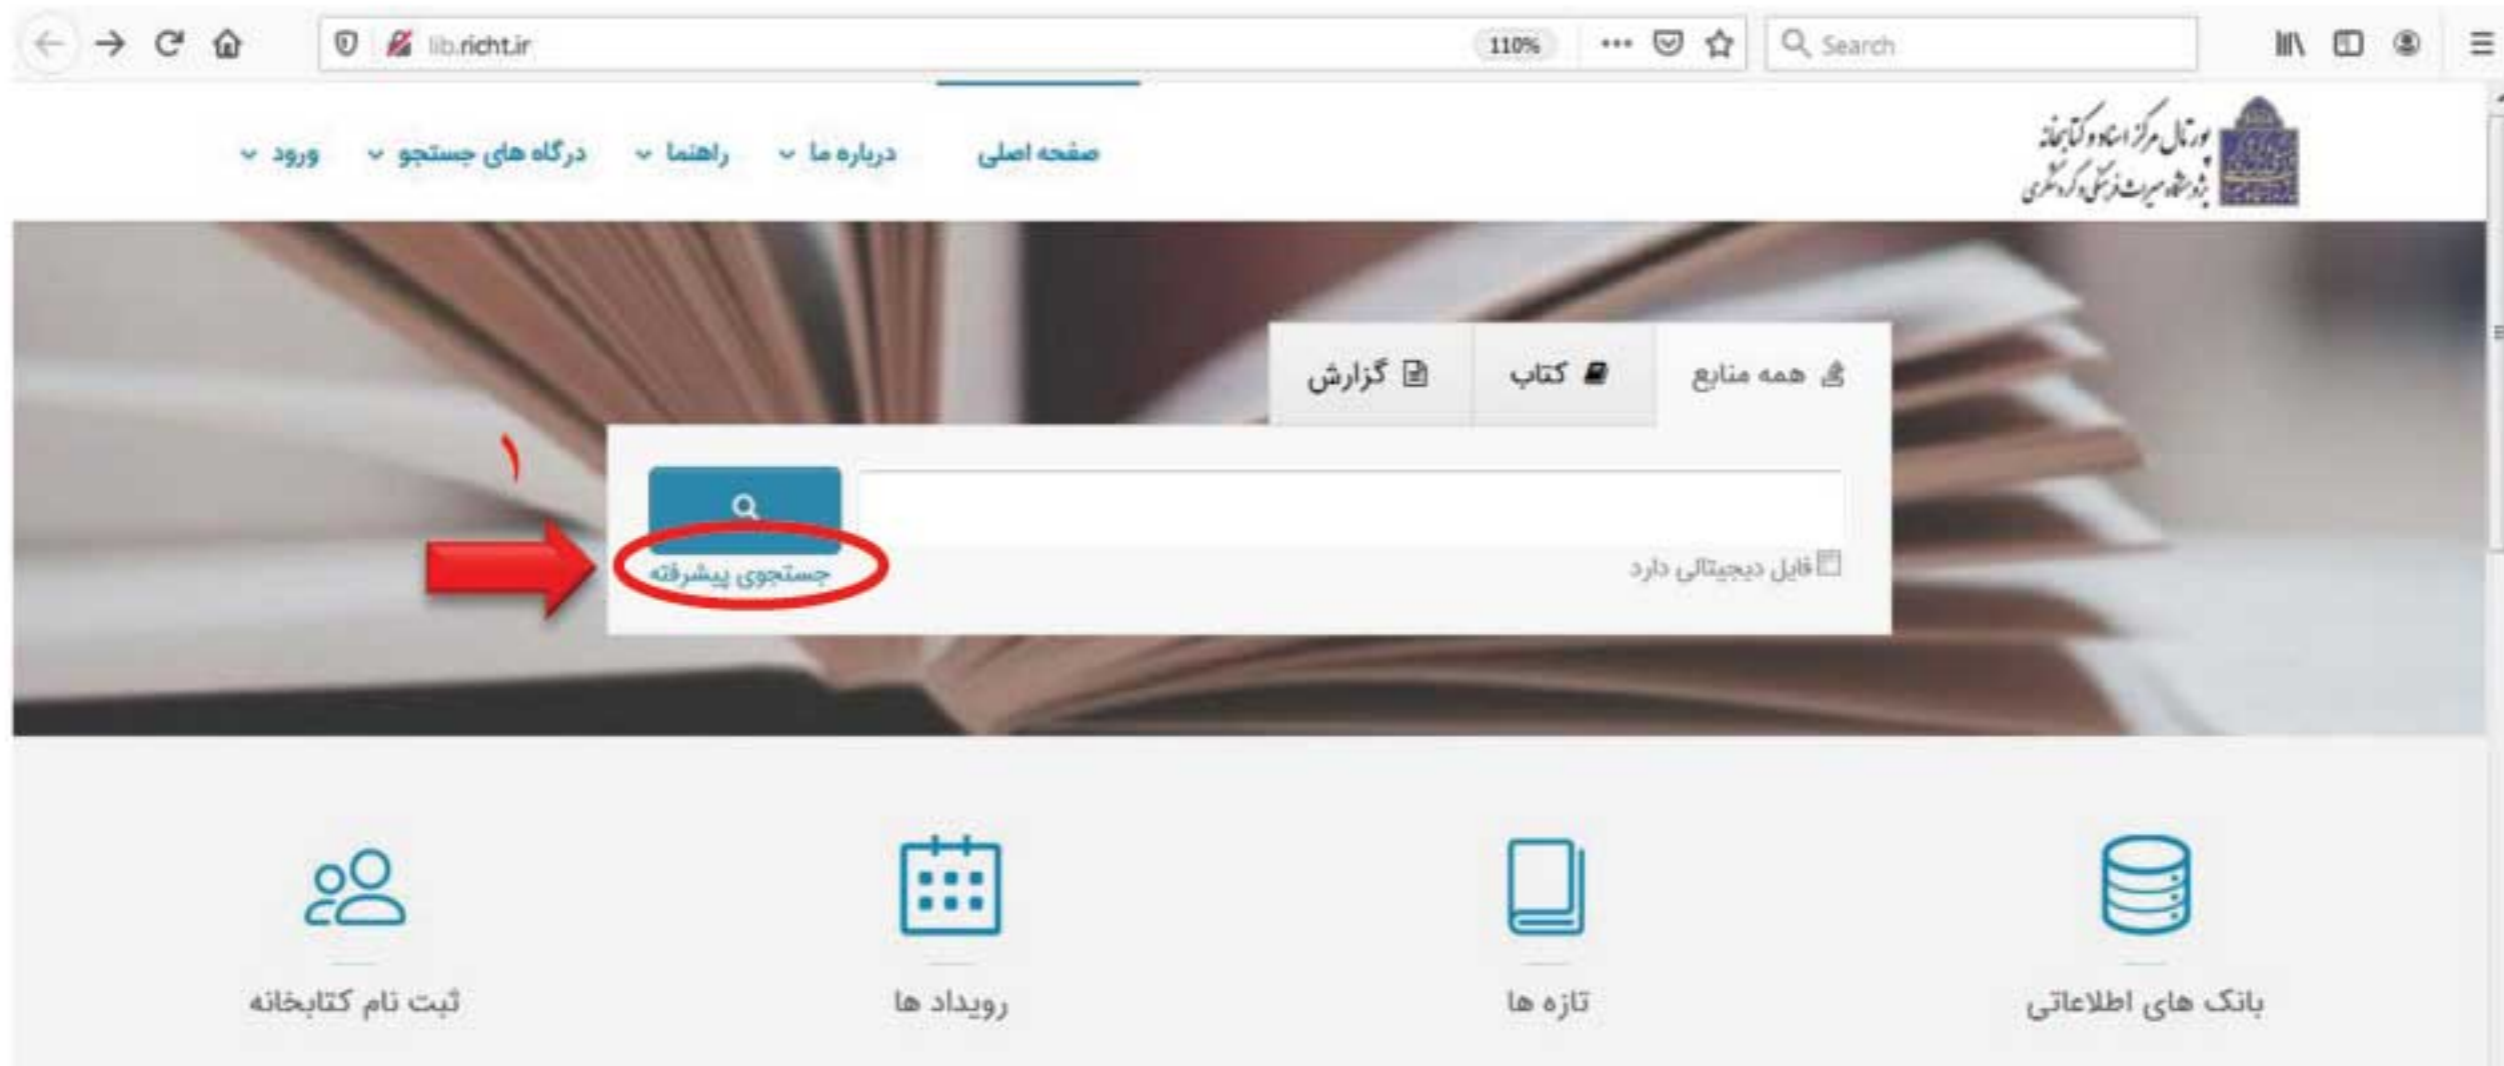 lib.richt.ir
110%
Search
پورتال مرکز اسناد و کتابخانه
پژوهشگاه میراث فرهنگی و گردشگری
صفحه اصلی
درباره ما
راهنما
درگاه های جستجو
ورود
همه منابع
کتاب
گزارش
۱
فایل دیجیتالی دارد
جستجوی پیشرفته
بانک های اطلاعاتی
تازه ها
رویداد ها
ثبت نام کتابخانه